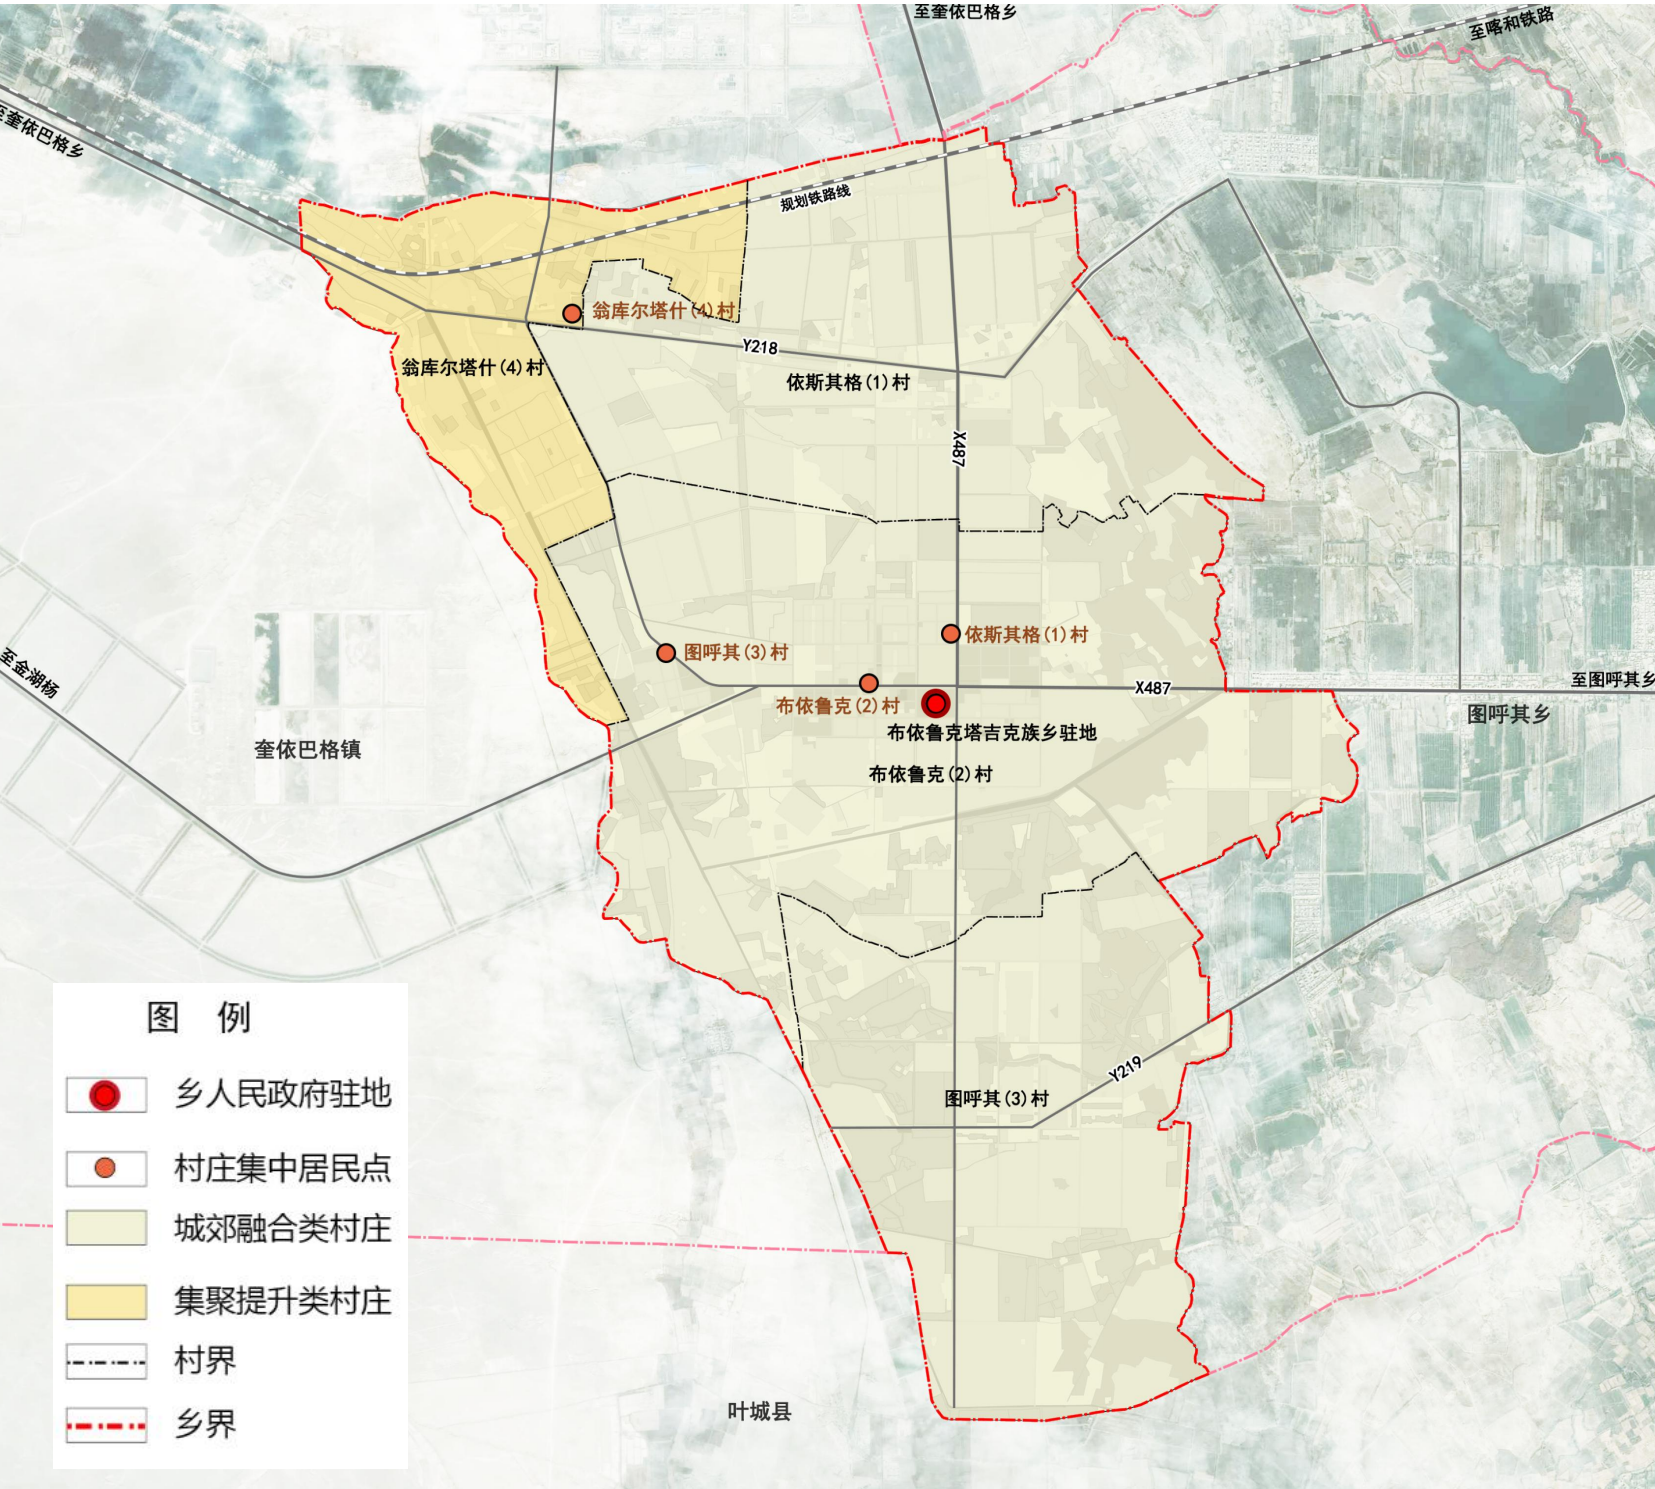 至奎依巴格乡
至喀和铁路
至奎依巴格乡
规划铁路线
翁库尔塔什(4)村
Y218
翁库尔塔什(4)村
依斯其格(1)村
X487
依斯其格(1)村
图呼其(3)村
至金湖杨
至图呼其乡
X487
布依鲁克(2)村
图呼其乡
布依鲁克塔吉克族乡驻地
奎依巴格镇
布依鲁克(2)村
图 例
乡人民政府驻地
村庄集中居民点
城郊融合类村庄
集聚提升类村庄
村界
乡界
Y219
图呼其(3)村
叶城县